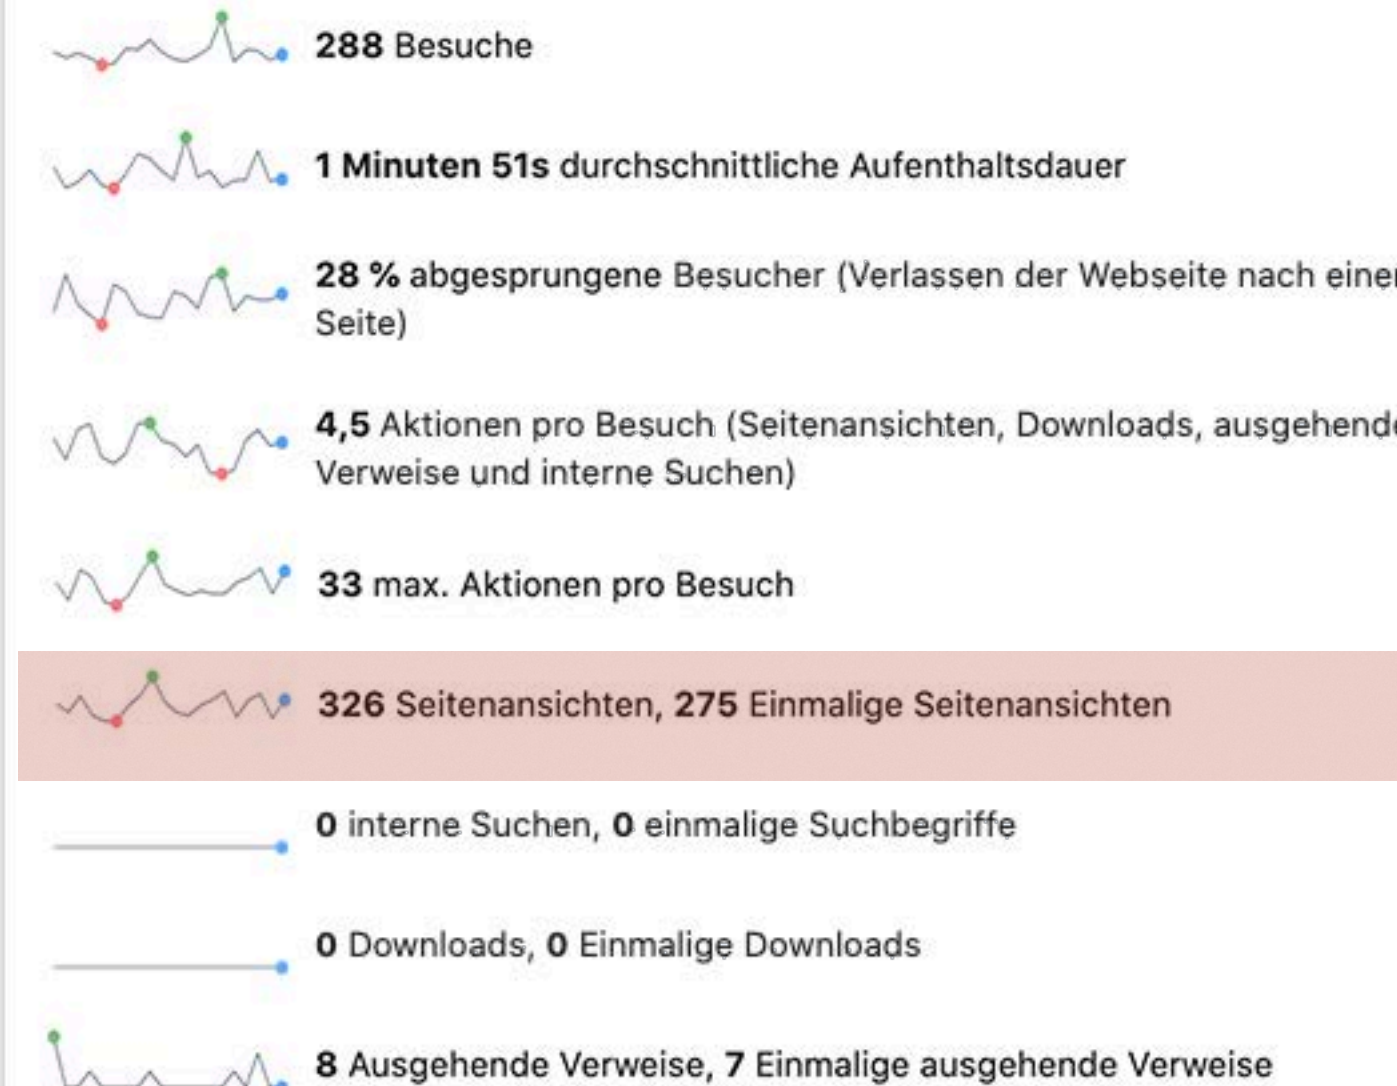 288 Besuche
1 Minuten 51s durchschnittliche Aufenthaltsdauer
28 % abgesprungene Besucher (Verlassen der Webseite nach einer
Seite)
4,5 Aktionen pro Besuch (Seitenansichten, Downloads, ausgehende
Verweise und interne Suchen)
33 max. Aktionen pro Besuch
326 Seitenansichten, 275 Einmalige Seitenansichten
0 interne Suchen, 0 einmalige Suchbegriffe
0 Downloads, 0 Einmalige Downloads
8 Ausgehende Verweise, 7 Einmalige ausgehende Verweise